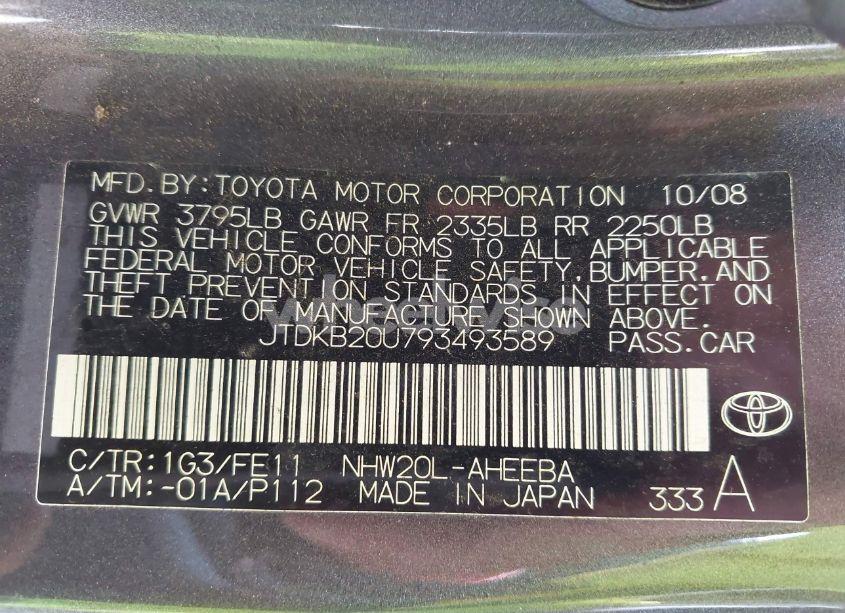 MFD.BY:TOYOTA MOTOR CORPORATION 10/08
GVWR 3795LB GAWR FR 2335LB RR 2250LB
THIS VEHICLE CONFORMS TO ALL APPLICABLE
FEDERAL MOTOR VEHICLE SAFETY,BUMPER,AND
THEFT PREVENTION STANDARDS IN EFFECT ON
THE DATE OF MANUFACTURE SHOWN ABOVE.
JTDKB20U793493589 PASS.CAR
C/TR:1G3/FE11 NHW20L-AHEEBA
A/TM:-01A/P112 MADE IN JAPAN 333 A